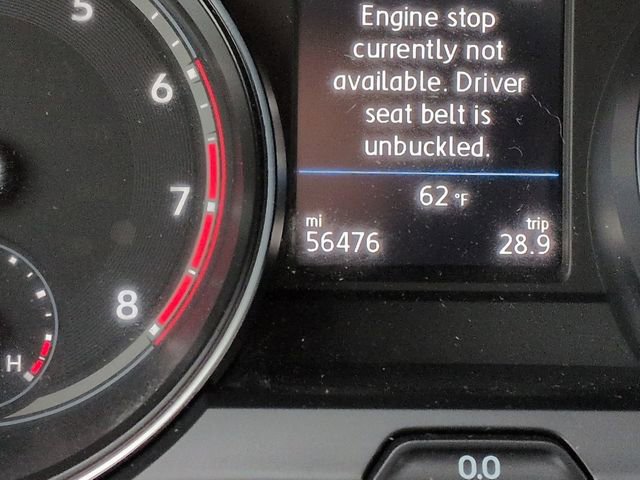 5
6
7
8
H
Engine stop
currently not
available. Driver
seat belt is
unbuckled.
62 °F
mi
56476
trip
28.9
0.0